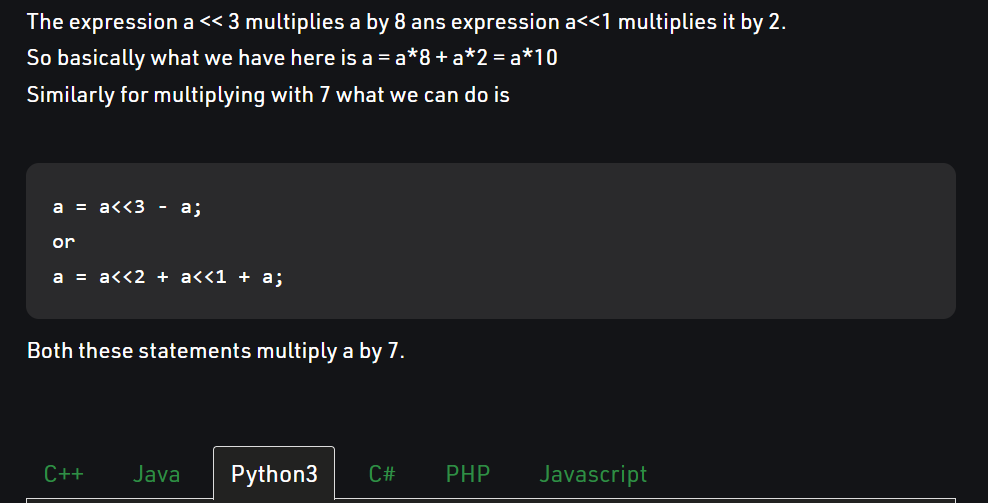 The expression a << 3 multiplies a by 8 ans expression a<<1 multiplies it by 2.
So basically what we have here is a = a*8 + a*2 = a*10
Similarly for multiplying with 7 what we can do is
a = a<<3 - a;
or
a = a<<2 + a<<1 + a;
Both these statements multiply a by 7.
C++ Java Python3 C# PHP Javascript